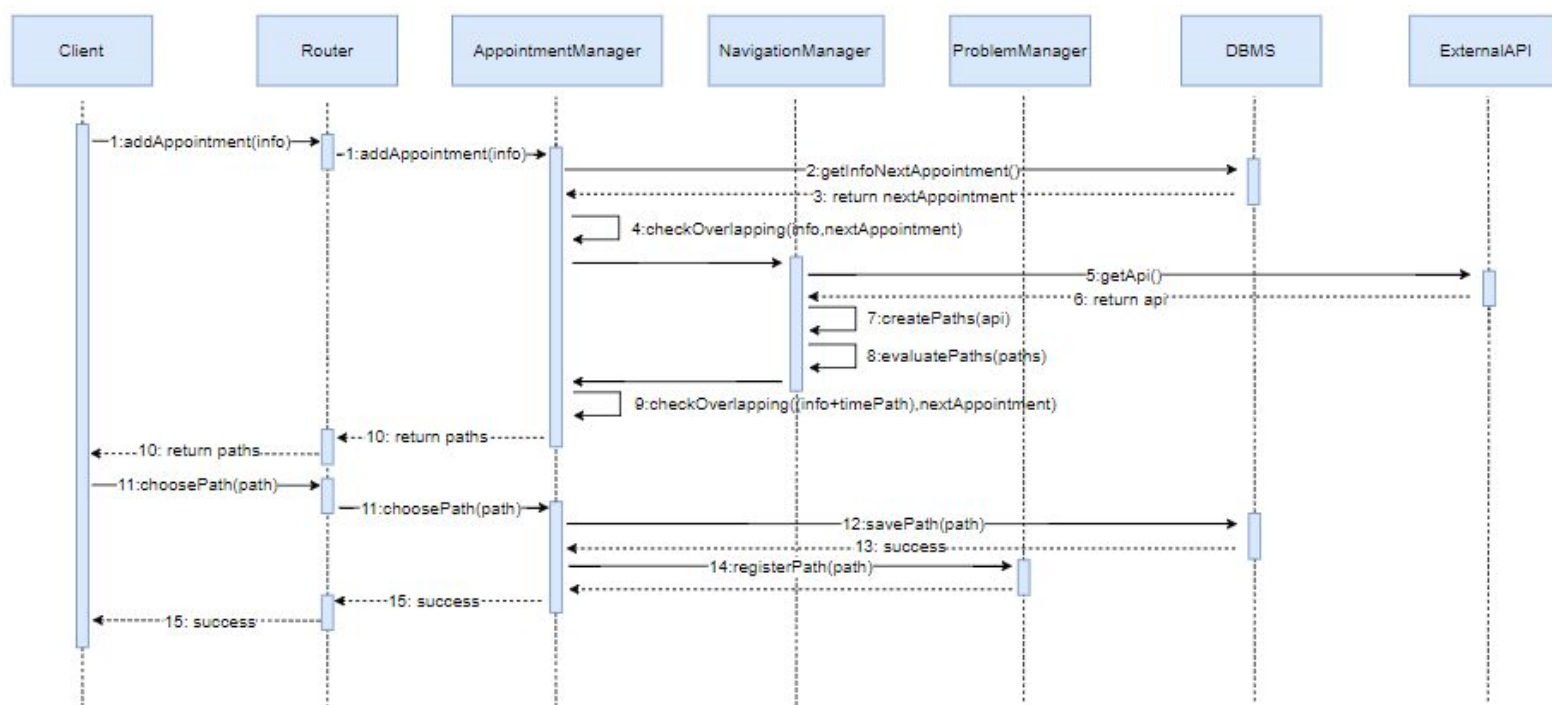 Client
Router
AppointmentManager
NavigationManager
ProblemManager
DBMS
ExternalAPI
1:addAppointment(info)
1:addAppointment(info)
2:getInfoNextAppointment()
3: return nextAppointment
4:checkOverlapping(info,nextAppointment)
5:getApi()
6: return api
7:createPaths(api)
8:evaluatePaths(paths)
9:checkOverlapping((info+timePath),nextAppointment)
10: return paths
10: return paths
11:choosePath(path)
11:choosePath(path)
12:savePath(path)
13: success
14:registerPath(path)
15: success
15: success